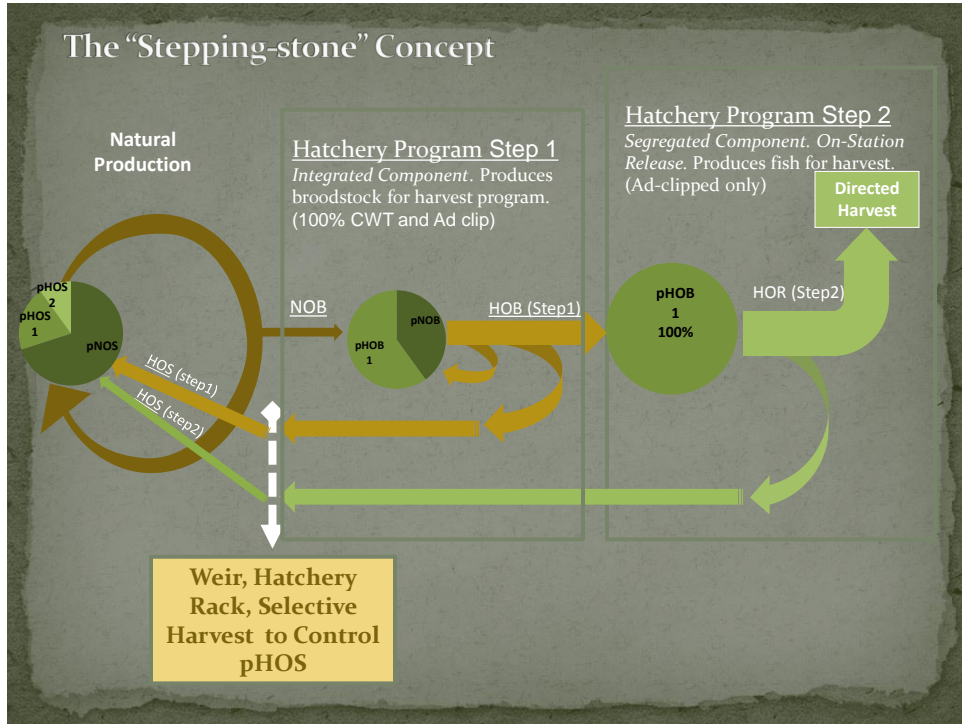 The “Stepping-stone” Concept
Natural
Production
Hatchery Program Step 1
Integrated Component. Produces
broodstock for harvest program.
(100% CWT and Ad clip)
Hatchery Program Step 2
Segregated Component. On-Station
Release. Produces fish for harvest.
(Ad-clipped only)
Directed
Harvest
pHOS
2
pHOS
1
pNOS
NOB
pNOB
pHOB
1
HOB (Step1)
pHOB
1
100%
HOR (Step2)
HOS (step1)
HOS (step2)
Weir, Hatchery
Rack, Selective
Harvest to Control
pHOS